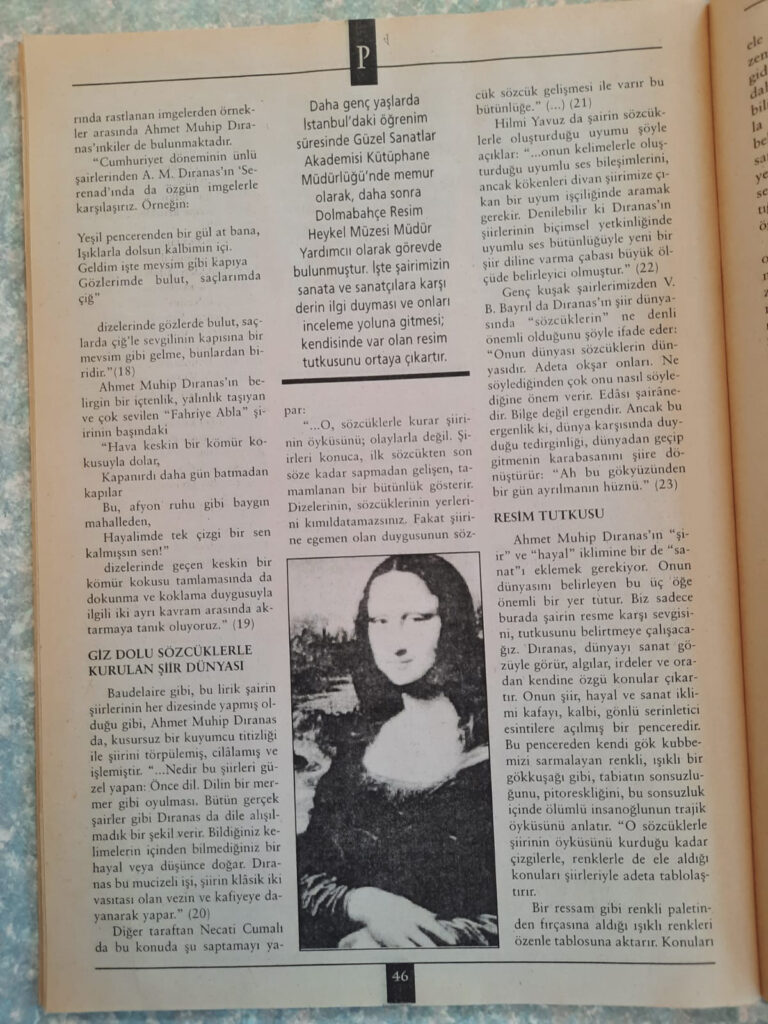 P
rında rastlanan imgelerden örnek-
ler arasında Ahmet Muhip Dıra-
nas'ınkiler de bulunmaktadır.
"Cumhuriyet döneminin ünlü
şairlerinden A. M. Dıranas'ın 'Se-
renad'ında da özgün imgelerle
karşılaşırız. Örneğin:
Yeşil pencerenden bir gül at bana,
Işıklarla dolsun kalbimin içi.
Geldim işte mevsim gibi kapıya
Gözlerimde bulut, saçlarımda
çiğ"
dizelerinde gözlerde bulut, saç-
larda çiğ'le sevgilinin kapısına bir
mevsim gibi gelme, bunlardan bi-
ridir."(18)
Ahmet Muhip Dıranas'ın be-
lirgin bir içtenlik, yalınlık taşıyan
ve çok sevilen "Fahriye Abla" şi-
irinin başındaki
"Hava keskin bir kömür ko-
kusuyla dolar,
Kapanırdı daha gün batmadan
kapılar
Bu, afyon ruhu gibi baygın
mahalleden,
Hayalimde tek çizgi bir sen
kalmışsın sen!"
dizelerinde geçen keskin bir
kömür kokusu tamlamasında da
dokunma ve koklama duygusuyla
ilgili iki ayrı kavram arasında ak-
tarmaya tanık oluyoruz." (19)
GİZ DOLU SÖZCÜKLERLE
KURULAN ŞİİR DÜNYASI
Baudelaire gibi, bu lirik şairin
şiirlerinin her dizesinde yapmış ol-
duğu gibi, Ahmet Muhip Dıranas
da, kusursuz bir kuyumcu titizliği
ile şiirini törpülemiş, cilâlamış ve
işlemiştir. "...Nedir bu şiirleri gü-
zel yapan: Önce dil. Dilin bir mer-
mer gibi oyulması. Bütün gerçek
şairler gibi Dıranas da dile alışıl-
madık bir şekil verir. Bildiğiniz ke-
limelerin içinden bilmediğiniz bir
hayal veya düşünce doğar. Dıra-
nas bu mucizeli işi, şiirin klâsik iki
vasıtası olan vezin ve kafiyeye da-
yanarak yapar." (20)
Diğer taraftan Necati Cumalı
da bu konuda şu saptamayı ya-
Daha genç yaşlarda
İstanbul'daki öğrenim
süresinde Güzel Sanatlar
Akademisi Kütüphane
Müdürlüğü'nde memur
olarak, daha sonra
Dolmabahçe Resim
Heykel Müzesi Müdür
Yardımcıı olarak görevde
bulunmuştur. İşte şairimizin
sanata ve sanatçılara karşı
derin ilgi duyması ve onları
inceleme yoluna gitmesi;
kendisinde var olan resim
tutkusunu ortaya çıkartır.
par:
"...O, sözcüklerle kurar şiiri-
nin öyküsünü; olaylarla değil. Şi-
irleri konuca, ilk sözcükten son
söze kadar sapmadan gelişen, ta-
mamlanan bir bütünlük gösterir.
Dizelerinin, sözcüklerinin yerleri-
ni kımıldatamazsınız. Fakat şiiri-
ne egemen olan duygusunun söz-
cük sözcük gelişmesi ile varır bu
bütünlüğe." (...) (21)
Hilmi Yavuz da şairin sözcük-
lerle oluşturduğu uyumu şöyle
açıklar: "...onun kelimelerle oluş-
turduğu uyumlu ses bileşimlerini,
ancak kökenleri divan şiirimize çı-
kan bir uyum işçiliğinde aramak
gerekir. Denilebilir ki Dıranas'ın
şiirlerinin biçimsel yetkinliğinde
uyumlu ses bütünlüğüyle yeni bir
şiir diline varma çabası büyük öl-
çüde belirleyici olmuştur." (22)
Genç kuşak şairlerimizden V.
B. Bayrıl da Dıranas'ın şiir dünya-
sında "sözcüklerin" ne denli
önemli olduğunu şöyle ifade eder:
"Onun dünyası sözcüklerin dün-
yasıdır. Adeta okşar onları. Ne
söylediğinden çok onu nasıl söyle-
diğine önem verir. Edâsı şairâne-
dir. Bilge değil ergendir. Ancak bu
ergenlik ki, dünya karşısında duy-
duğu tedirginliği, dünyadan geçip
gitmenin karabasanını şiire dö-
nüştürür: "Ah bu gökyüzünden
bir gün ayrılmanın hüznü." (23)
RESİM TUTKUSU
Ahmet Muhip Dıranas'ın "şi-
ir" ve "hayal" iklimine bir de "sa-
nat"ı eklemek gerekiyor. Onun
dünyasını belirleyen bu üç öğe
önemli bir yer tutur. Biz sadece
burada şairin resme karşı sevgisi-
ni, tutkusunu belirtmeye çalışaca-
ğız. Dıranas, dünyayı sanat gö-
züyle görür, algılar, irdeler ve ora-
dan kendine özgü konular çıkar-
tır. Onun şiir, hayal ve sanat ikli-
mi kafayı, kalbi, gönlü serinletici
esintilere açılmış bir penceredir.
Bu pencereden kendi gök kubbe-
mizi sarmalayan renkli, ışıklı bir
gökkuşağı gibi, tabiatın sonsuzlu-
ğunu, pitoreskliğini, bu sonsuzluk
içinde ölümlü insanoğlunun trajik
öyküsünü anlatır. "O sözcüklerle
şiirinin öyküsünü kurduğu kadar
çizgilerle, renklerle de ele aldığı
konuları şiirleriyle adeta tablolaş-
tırır.
Bir ressam gibi renkli paletin-
den fırçasına aldığı ışıklı renkleri
özenle tablosuna aktarır. Konuları
46